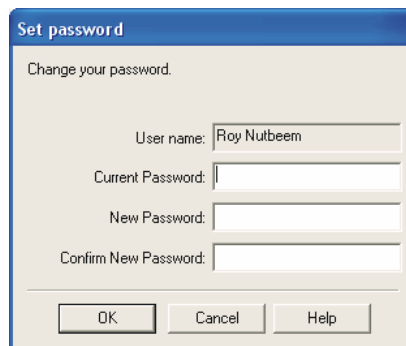 Set password
Change your password.
User name: Roy Nutbeem
Current Password:
New Password:
Confirm New Password:
OK Cancel Help